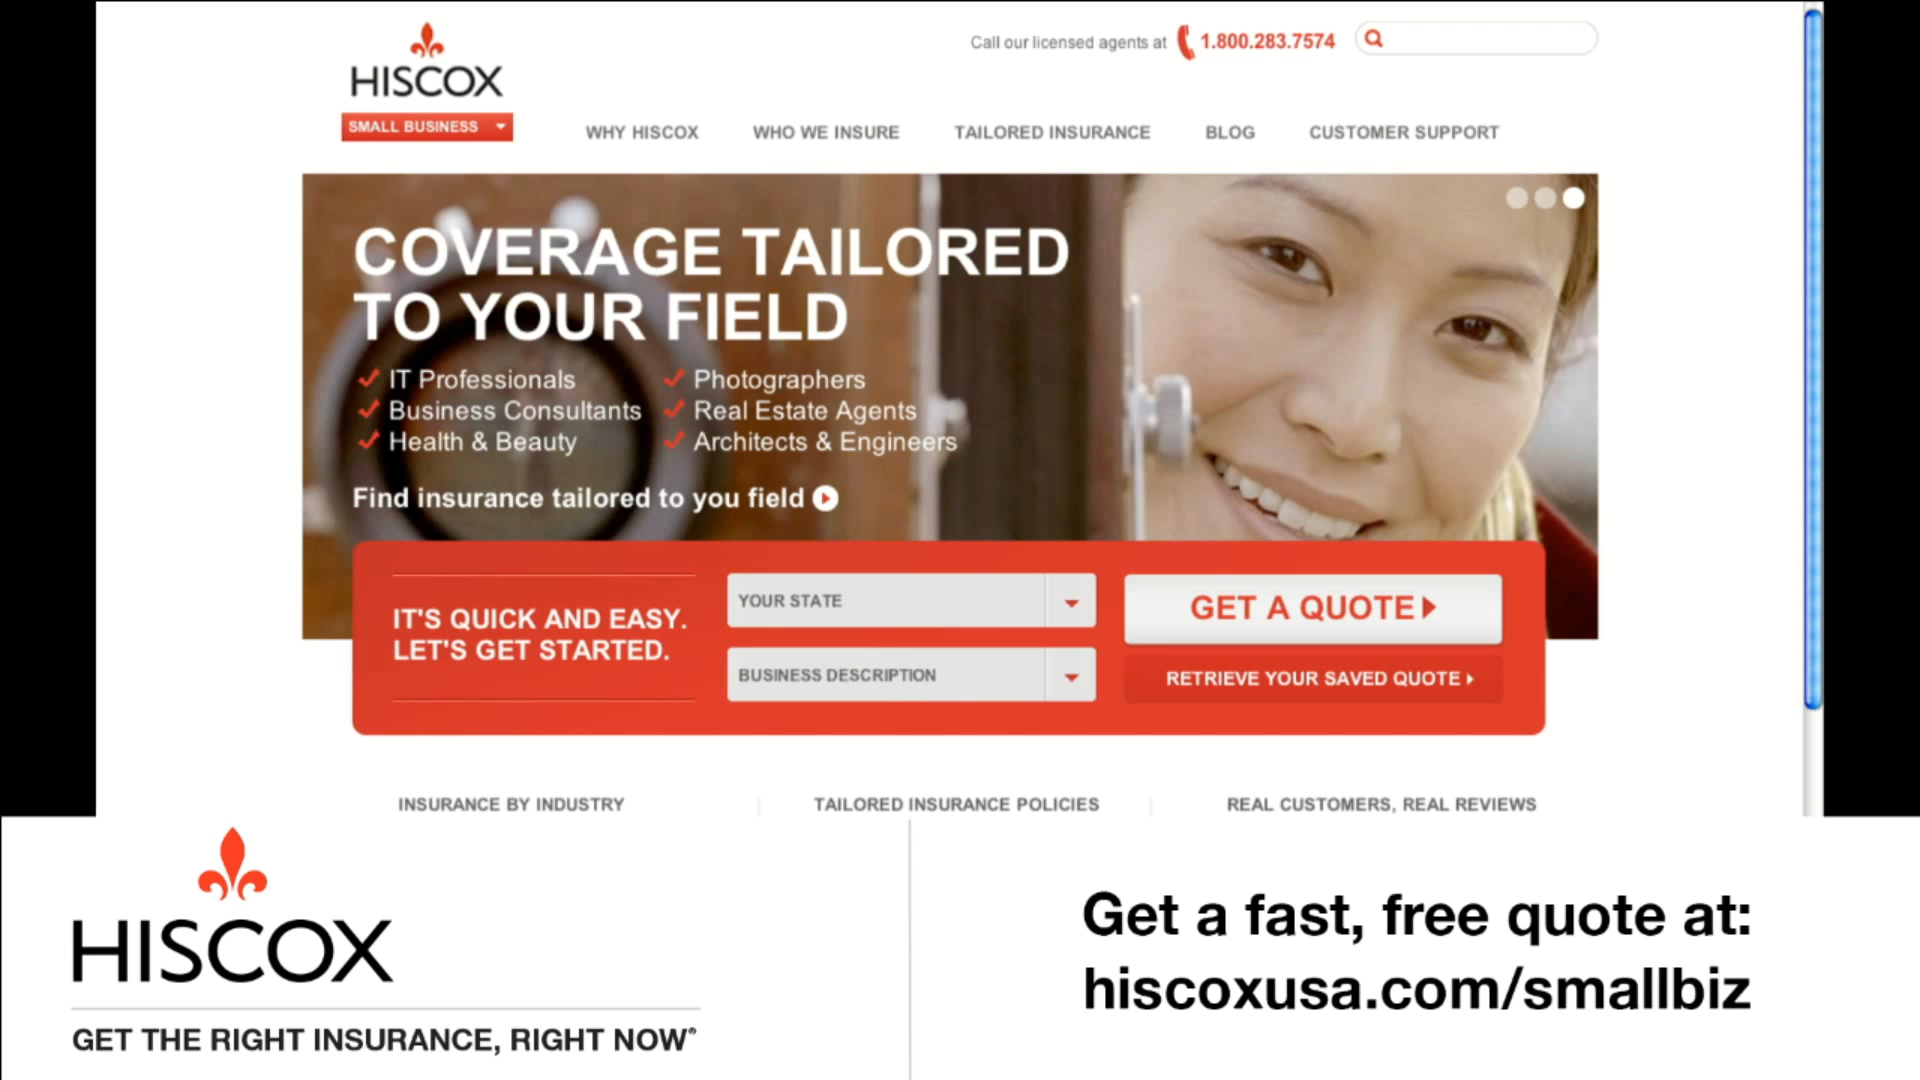 HISCOX
Call our licensed agents at 1.800.283.7574
SMALL BUSINESS
WHY HISCOX WHO WE INSURE TAILORED INSURANCE BLOG CUSTOMER SUPPORT
COVERAGE TAILORED
TO YOUR FIELD
IT Professionals
Business Consultants
Health & Beauty
Photographers
Real Estate Agents
Architects & Engineers
Find insurance tailored to you field
IT'S QUICK AND EASY.
LET'S GET STARTED.
YOUR STATE
BUSINESS DESCRIPTION
GET A QUOTE
RETRIEVE YOUR SAVED QUOTE
INSURANCE BY INDUSTRY
TAILORED INSURANCE POLICIES
REAL CUSTOMERS, REAL REVIEWS
HISCOX
GET THE RIGHT INSURANCE, RIGHT NOW®
Get a fast, free quote at:
hiscoxusa.com/smallbiz